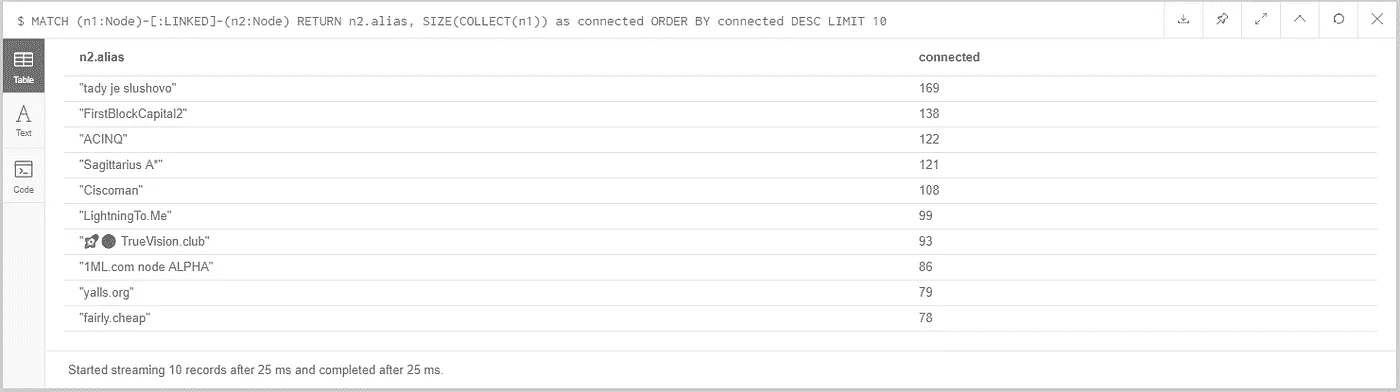 $ MATCH (n1:Node)-[:LINKED]-(n2:Node) RETURN n2.alias, SIZE(COLLECT(n1)) as connected ORDER BY connected DESC LIMIT 10
Table
Text
Code
n2.alias connected
"tady je slushovo" 169
"FirstBlockCapital2" 138
"ACINQ" 122
"Sagittarius A*" 121
"Ciscoman" 108
"LightningTo.Me" 99
"🚀🌑 TrueVision.club" 93
"1ML.com node ALPHA" 86
"yalls.org" 79
"fairly.cheap" 78
Started streaming 10 records after 25 ms and completed after 25 ms.